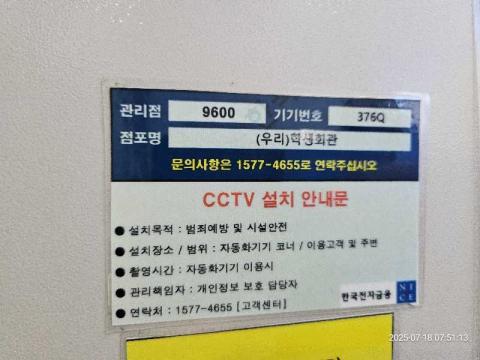 관리점 9600 기기번호 376Q
점포명 (우리)학생회관
문의사항은 1577-4655로 연락주십시오
CCTV 설치 안내문
● 설치목적 : 범죄예방 및 시설안전
● 설치장소 / 범위 : 자동화기기 코너 / 이용고객 및 주변
● 촬영시간 : 자동화기기 이용시
● 관리책임자 : 개인정보 보호 담당자
● 연락처 : 1577-4655 [고객센터]
한국전자금융 NICE
2025-07-18 07:51:13